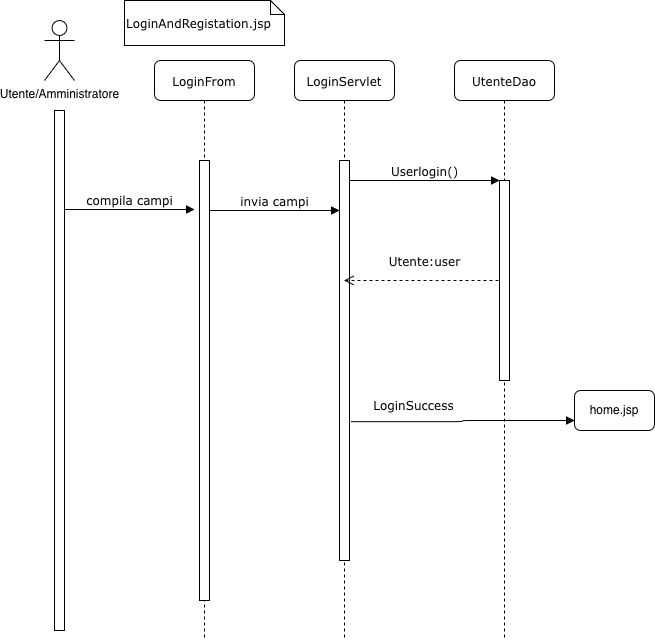 LoginAndRegistation.jsp
LoginFrom
LoginServlet
UtenteDao
Utente/Amministratore
Userlogin()
compila campi
invia campi
Utente:user
LoginSuccess
home.jsp